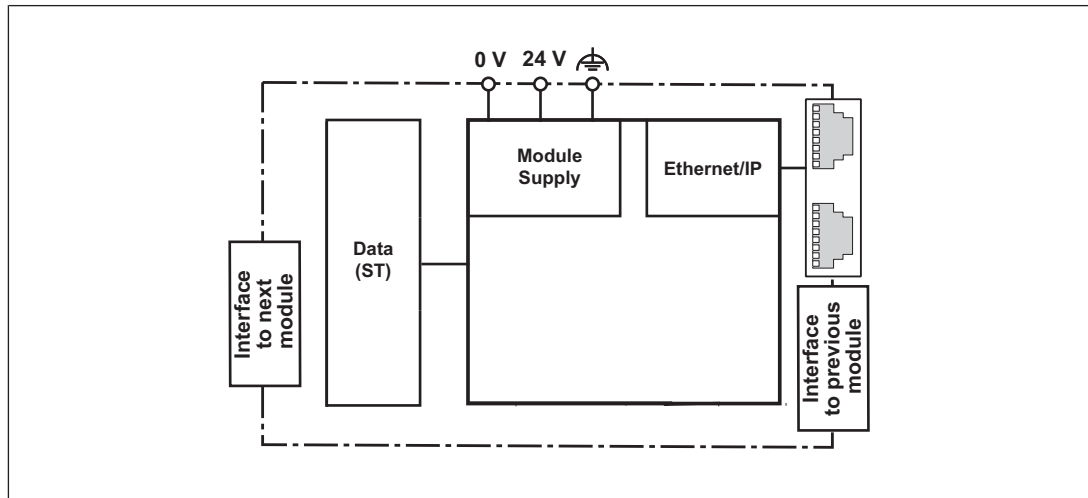 0 V 24 V
Module
Supply
Ethernet/IP
Data
(ST)
Interface
to next
module
Interface
to previous
module